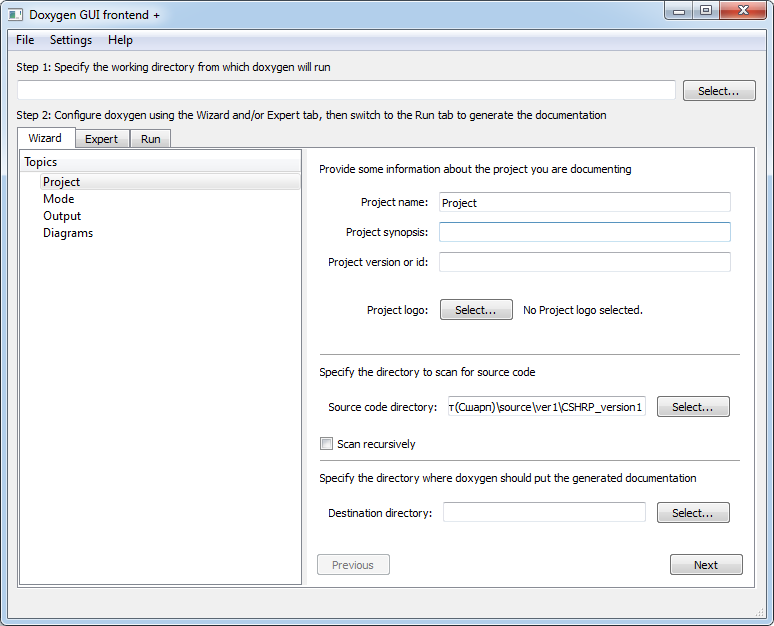 Doxygen GUI frontend +
File Settings Help
Step 1: Specify the working directory from which doxygen will run
Select...
Step 2: Configure doxygen using the Wizard and/or Expert tab, then switch to the Run tab to generate the documentation
Wizard Expert Run
Topics
Project
Mode
Output
Diagrams
Provide some information about the project you are documenting
Project name: Project
Project synopsis:
Project version or id:
Project logo: Select... No Project logo selected.
Specify the directory to scan for source code
Source code directory: т(Сшарп)\source\ver1\CSHRP_version1 Select...
Scan recursively
Specify the directory where doxygen should put the generated documentation
Destination directory: Select...
Previous Next